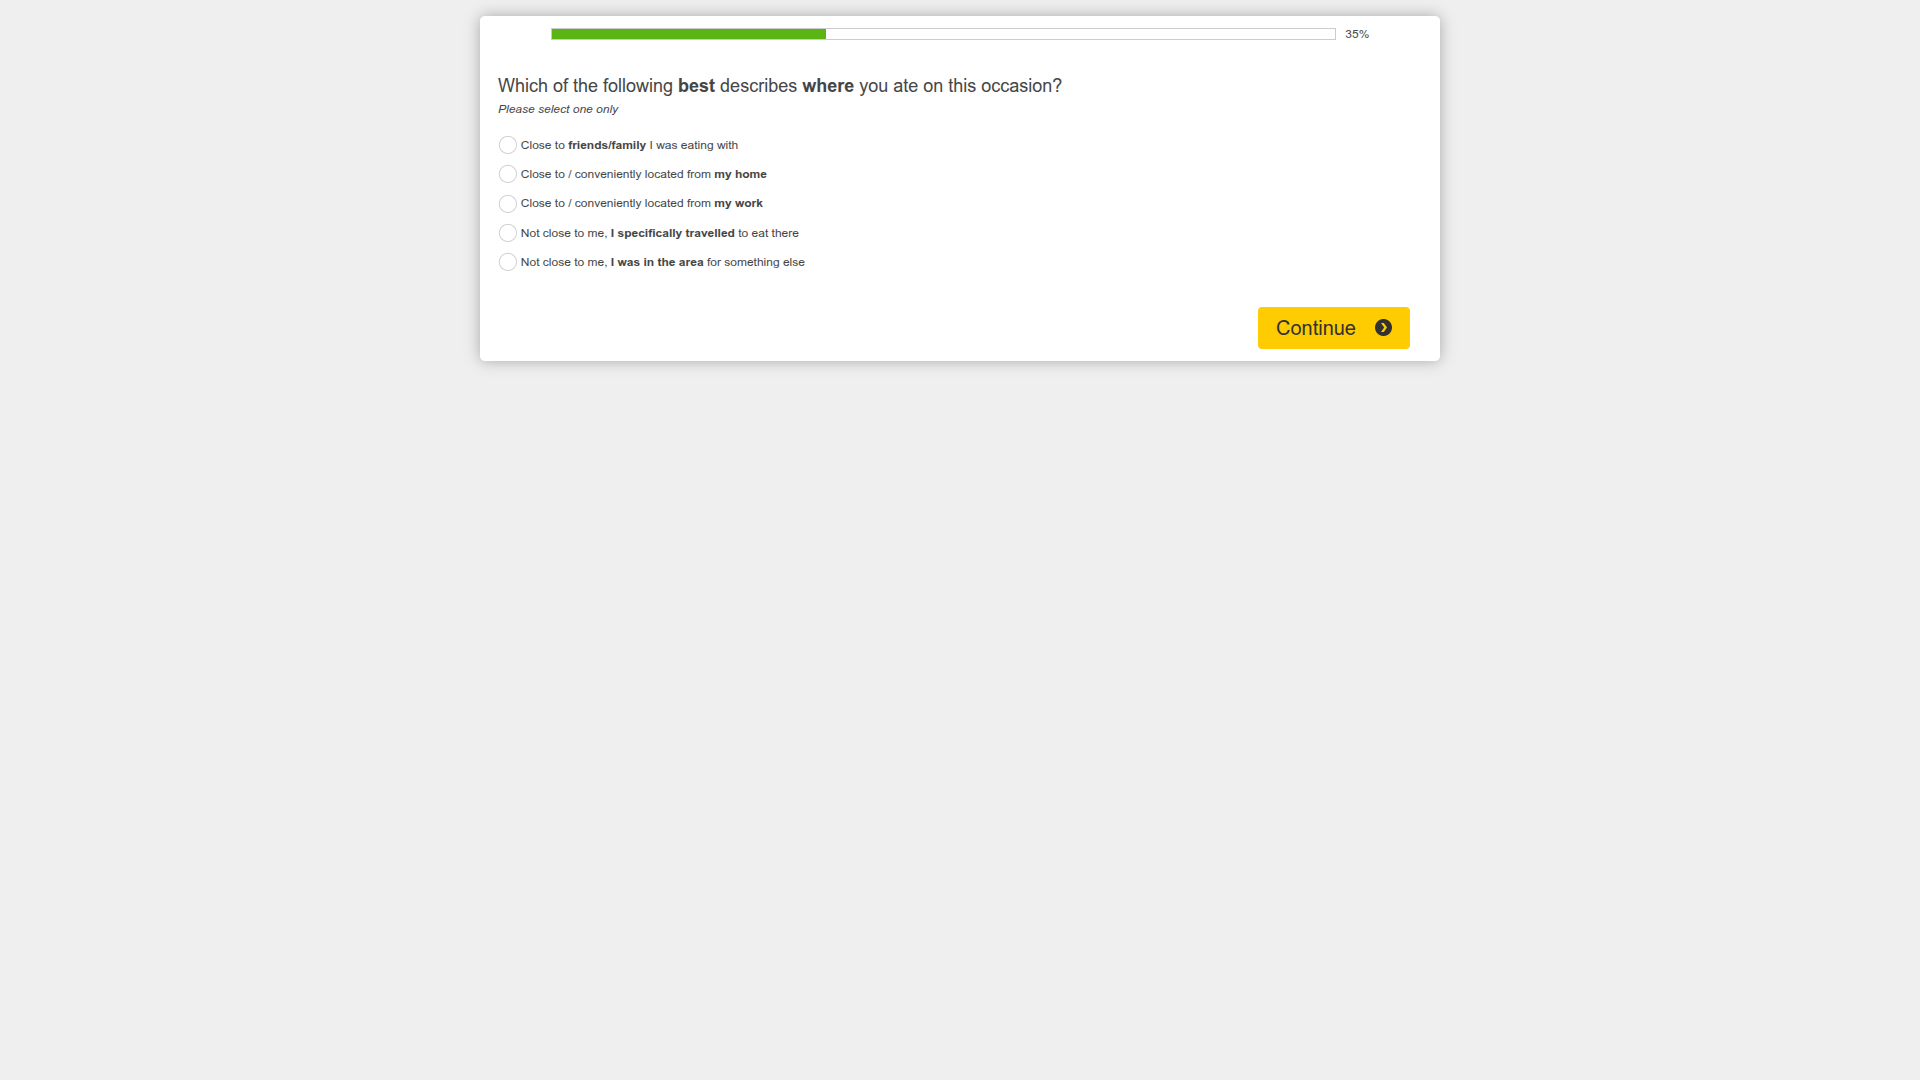 35%
Which of the following best describes where you ate on this occasion?
Please select one only
Close to friends/family I was eating with
Close to / conveniently located from my home
Close to / conveniently located from my work
Not close to me, I specifically travelled to eat there
Not close to me, I was in the area for something else
Continue